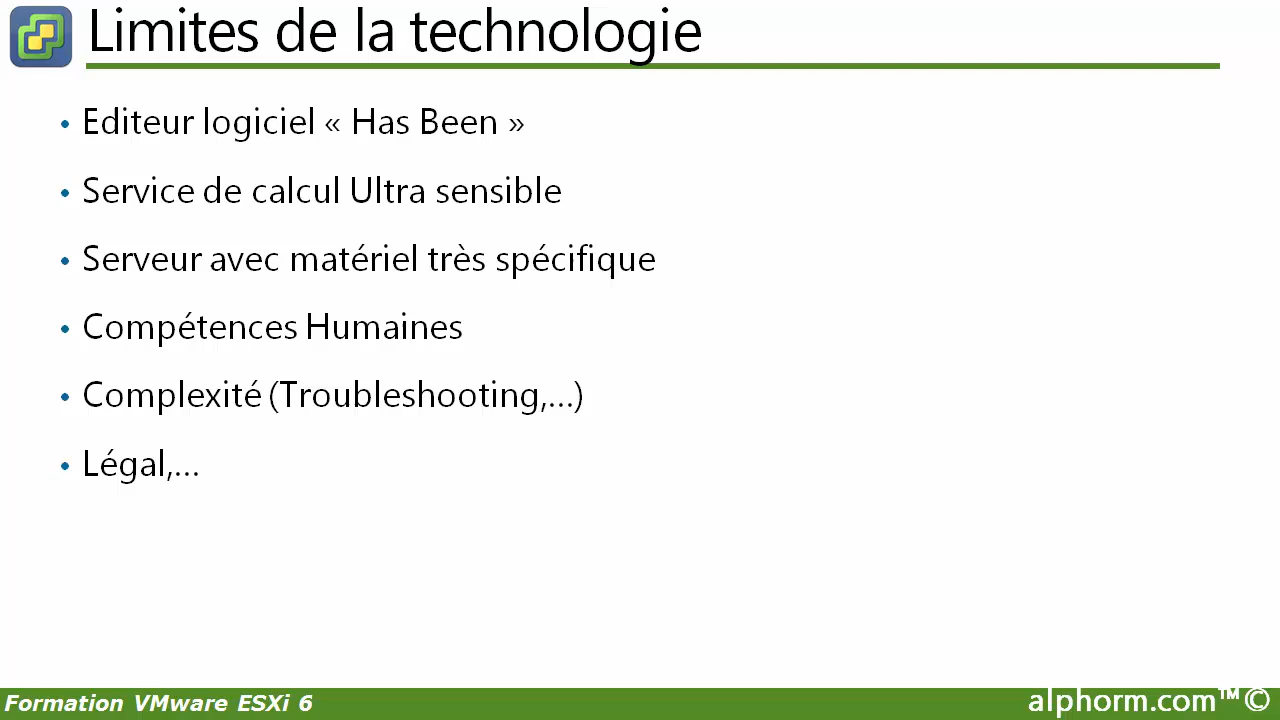 Limites de la technologie
• Editeur logiciel « Has Been »
• Service de calcul Ultra sensible
• Serveur avec matériel très spécifique
• Compétences Humaines
• Complexité (Troubleshooting,...)
• Légal,...
Formation VMware ESXi 6
alphorm.com™©